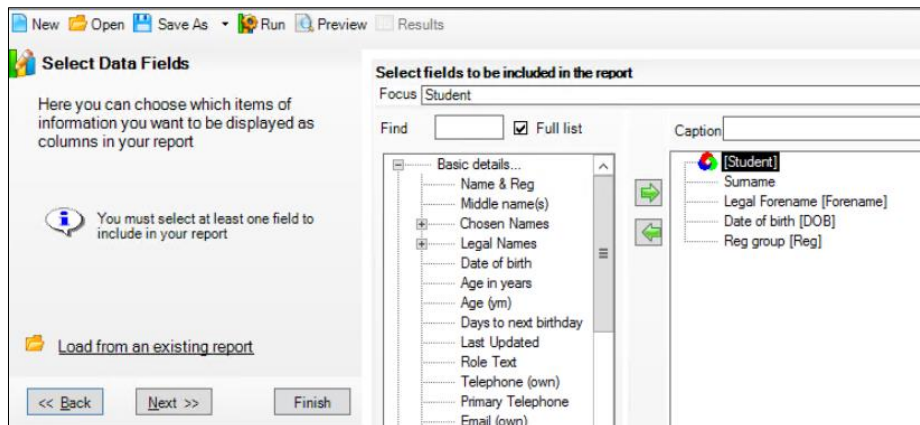 New Open Save As Run Preview Results
Select Data Fields
Here you can choose which items of
information you want to be displayed as
columns in your report
You must select at least one field to
include in your report
Load from an existing report
<< Back Next >> Finish
Select fields to be included in the report
Focus Student
Find Full list
Basic details...
Name & Reg
Middle name(s)
Chosen Names
Legal Names
Date of birth
Age in years
Age (ym)
Days to next birthday
Last Updated
Role Text
Telephone (own)
Primary Telephone
Email (own)
Caption
[Student]
Surname
Legal Forename [Forename]
Date of birth [DOB]
Reg group [Reg]